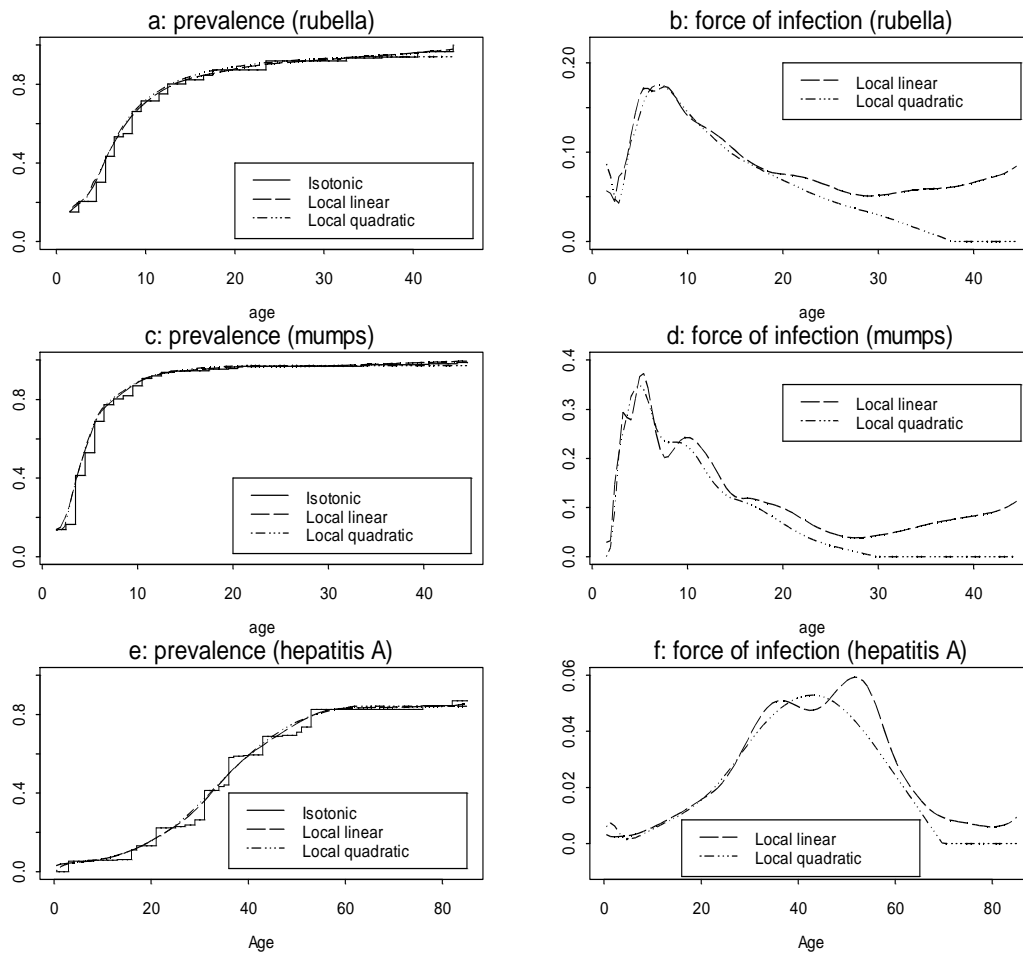 a: prevalence (rubella)
0.0
0.4
0.8
Isotonic
Local linear
Local quadratic
0
10
20
30
40
age
b: force of infection (rubella)
0.0
0.10
0.20
Local linear
Local quadratic
0
10
20
30
40
age
c: prevalence (mumps)
0.0
0.4
0.8
Isotonic
Local linear
Local quadratic
0
10
20
30
40
age
d: force of infection (mumps)
0.0
0.1
0.2
0.3
0.4
Local linear
Local quadratic
0
10
20
30
40
age
e: prevalence (hepatitis A)
0.0
0.4
0.8
Isotonic
Local linear
Local quadratic
0
20
40
60
80
Age
f: force of infection (hepatitis A)
0.0
0.02
0.04
0.06
Local linear
Local quadratic
0
20
40
60
80
Age